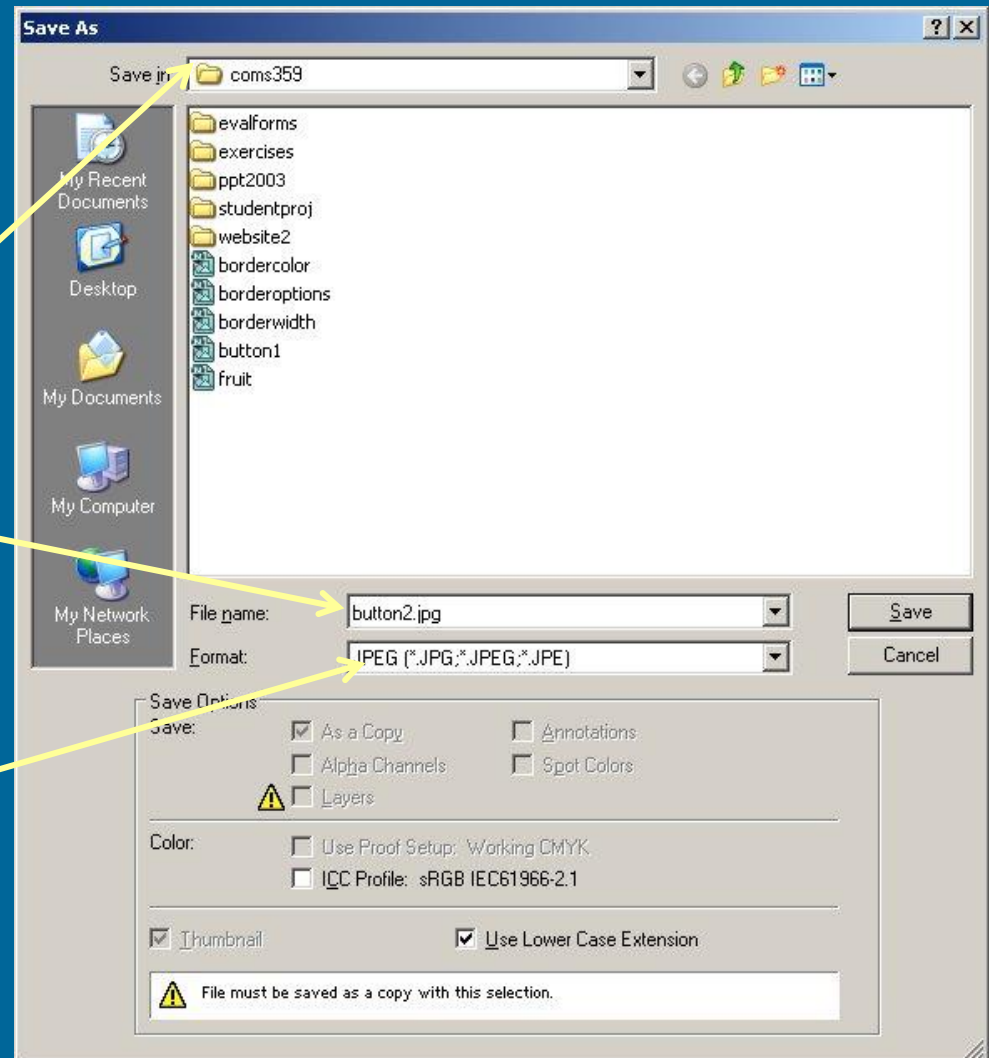 Save As
Save in: coms359
My Recent Documents
Desktop
My Documents
My Computer
My Network Places
evalforms
exercises
ppt2003
studentproj
website2
bordercolor
borderoptions
borderwidth
button1
fruit
File name: button2.jpg Save
Format: JPEG (*.JPG;*.JPEG;*.JPE) Cancel
Save Options
Save: As a Copy Annotations
Alpha Channels Spot Colors
Layers
Color: Use Proof Setup: Working CMYK
ICC Profile: sRGB IEC61966-2.1
Thumbnail Use Lower Case Extension
File must be saved as a copy with this selection.